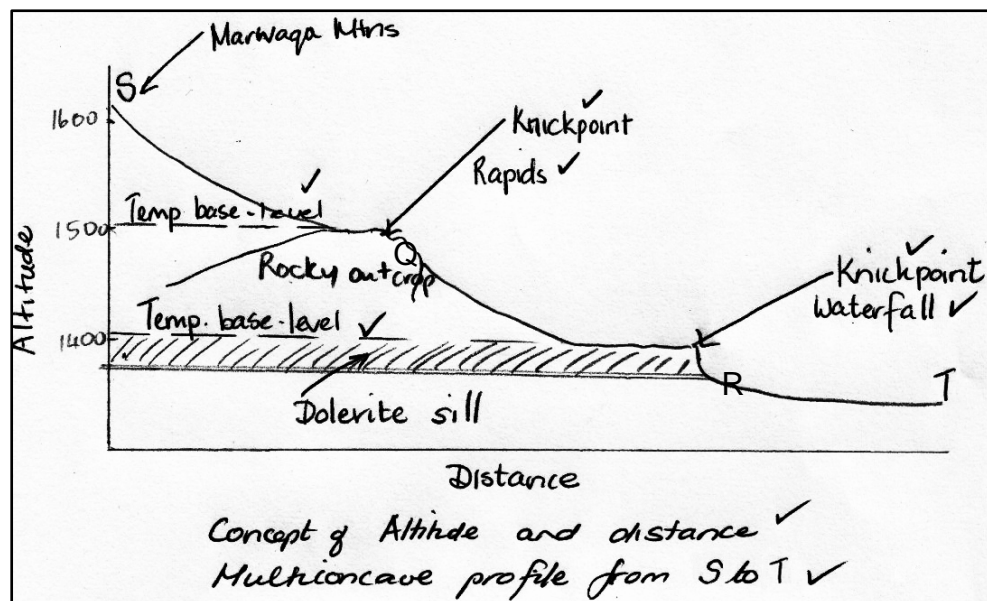 Marwaqa Mtns
S
1600
Knickpoint ✓
Rapids ✓
Temp. base-level ✓
1500
Q
Rocky outcrop
Knickpoint ✓
Waterfall ✓
Temp. base-level ✓
1400
Altitude
R
T
Dolerite sill
Distance
Concept of Altitude and distance ✓
Multiconcave profile from S to T ✓